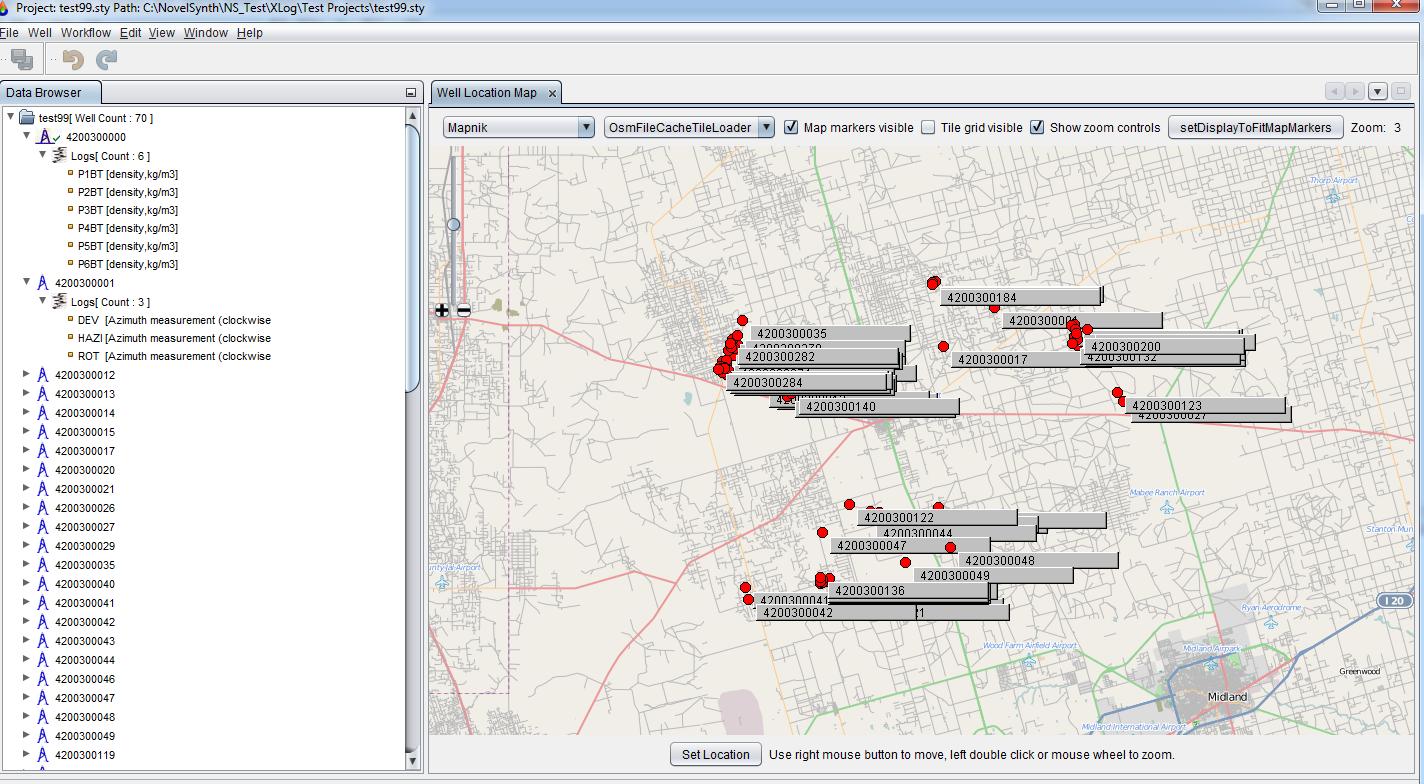 Project: test99.sty Path: C:\NovelSynth\NS_Test\XLog\Test Projects\test99.sty
File Well Workflow Edit View Window Help
Data Browser
test99[ Well Count : 70 ]
4200300000
Logs[ Count : 6 ]
P1BT [density,kg/m3]
P2BT [density,kg/m3]
P3BT [density,kg/m3]
P4BT [density,kg/m3]
P5BT [density,kg/m3]
P6BT [density,kg/m3]
4200300001
Logs[ Count : 3 ]
DEV [Azimuth measurement (clockwise
HAZI [Azimuth measurement (clockwise
ROT [Azimuth measurement (clockwise
4200300012
4200300013
4200300014
4200300015
4200300017
4200300020
4200300021
4200300026
4200300027
4200300029
4200300035
4200300040
4200300041
4200300042
4200300043
4200300044
4200300046
4200300047
4200300048
4200300049
4200300119
Well Location Map
Mapnik OsmFileCacheTileLoader Map markers visible Tile grid visible Show zoom controls setDisplayToFitMapMarkers Zoom: 3
Thorp Airport
4200300184
4200300035
4200300282
4200300200
4200300017
4200300132
4200300284
4200300140
4200300123
4200300027
Mabee Ranch Airport
4200300122
4200300044
Stanton Mun
4200300047
4200300048
unty Jal Airport
4200300049
4200300136
I 20
4200300042
Ryan Aerodrome
Wood Farm Airfield Airport
Midland Airpark
Greenwood
Midland
Midland International Airport
Set Location Use right mouse button to move, left double click or mouse wheel to zoom.